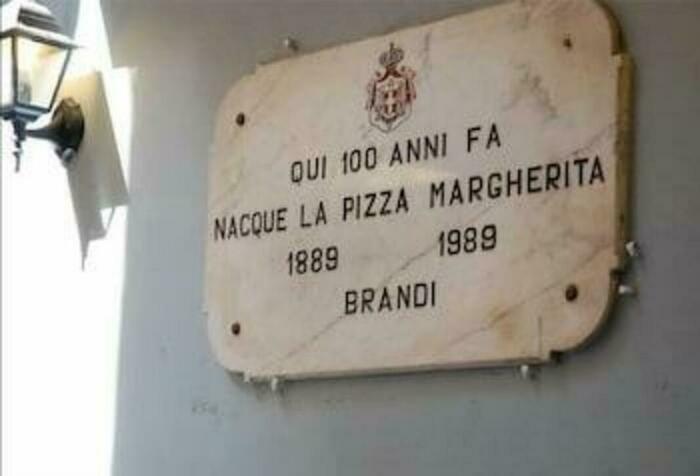 QUI 100 ANNI FA
NACQUE LA PIZZA MARGHERITA
1889 1989
BRANDI